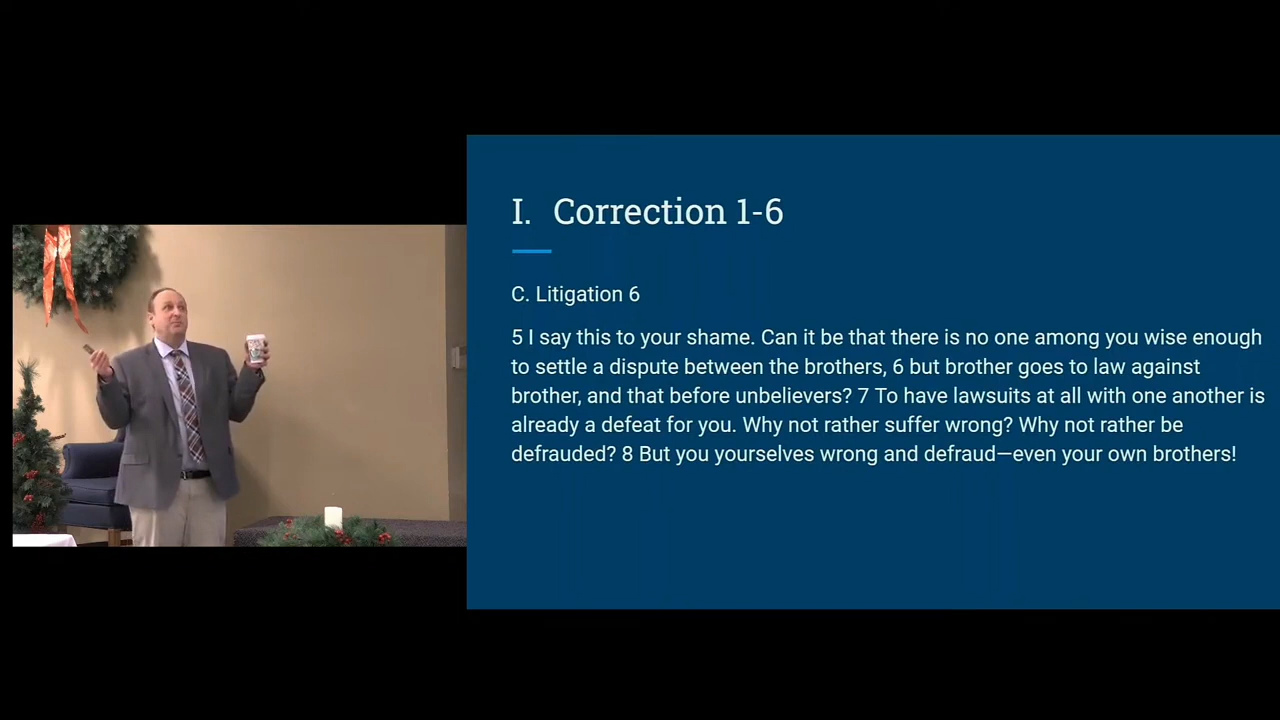 I. Correction 1-6
C. Litigation 6
5 I say this to your shame. Can it be that there is no one among you wise enough
to settle a dispute between the brothers, 6 but brother goes to law against
brother, and that before unbelievers? 7 To have lawsuits at all with one another is
already a defeat for you. Why not rather suffer wrong? Why not rather be
defrauded? 8 But you yourselves wrong and defraud—even your own brothers!